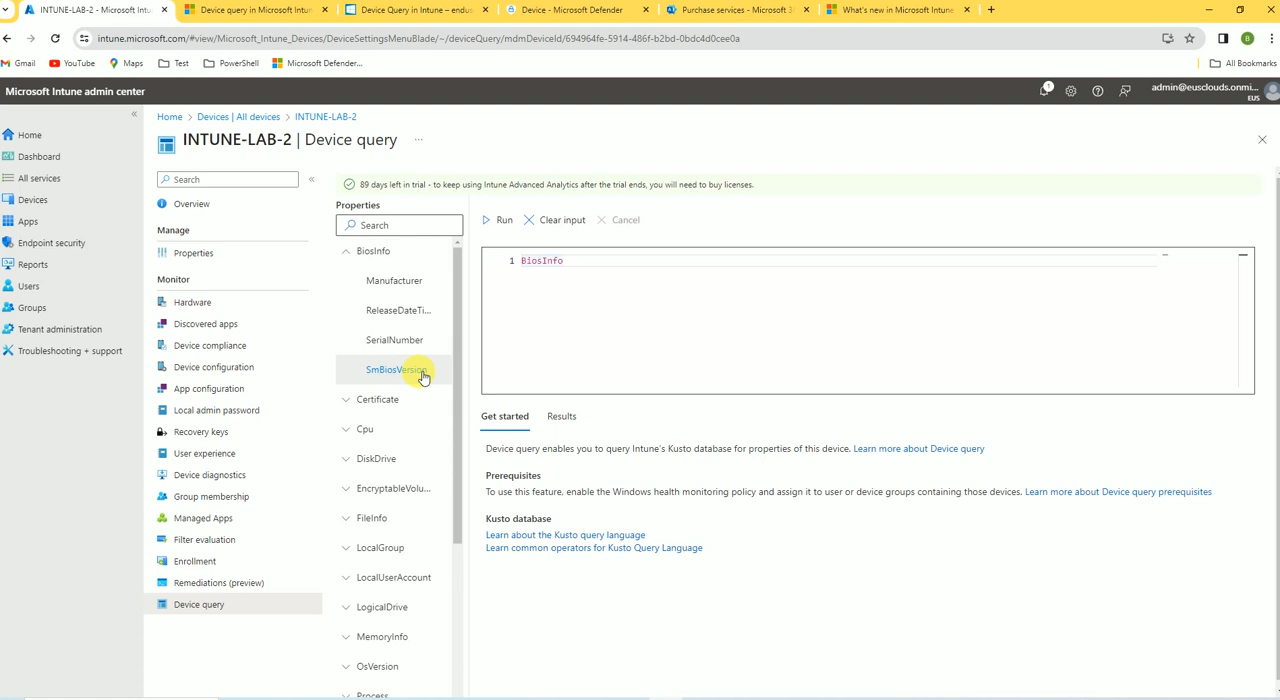 INTUNE-LAB-2 - Microsoft Int
Device query in Microsoft Intun
Device Query in Intune – endus
Device - Microsoft Defender
Purchase services - Microsoft 3
What's new in Microsoft Intune
intune.microsoft.com/#view/Microsoft_Intune_Devices/DeviceSettingsMenuBlade/~/deviceQuery/mdmDeviceId/694964fe-5914-486f-b2bd-0bdc4d0cee0a
B
Gmail
YouTube
Maps
Test
PowerShell
Microsoft Defender...
All Bookmarks
Microsoft Intune admin center
1
admin@eusclouds.onmi...
EUS
Home
Dashboard
All services
Devices
Apps
Endpoint security
Reports
Users
Groups
Tenant administration
Troubleshooting + support
Home > Devices | All devices > INTUNE-LAB-2
INTUNE-LAB-2 | Device query ...
Search
Overview
Manage
Properties
Monitor
Hardware
Discovered apps
Device compliance
Device configuration
App configuration
Local admin password
Recovery keys
User experience
Device diagnostics
Group membership
Managed Apps
Filter evaluation
Enrollment
Remediations (preview)
Device query
89 days left in trial - to keep using Intune Advanced Analytics after the trial ends, you will need to buy licenses.
Properties
Search
BiosInfo
Manufacturer
ReleaseDateTi...
SerialNumber
SmBiosVersion
Certificate
Cpu
DiskDrive
EncryptableVolu...
FileInfo
LocalGroup
LocalUserAccount
LogicalDrive
MemoryInfo
OsVersion
Process
Run
Clear input
Cancel
1 BiosInfo
Get started
Results
Device query enables you to query Intune's Kusto database for properties of this device. Learn more about Device query
Prerequisites
To use this feature, enable the Windows health monitoring policy and assign it to user or device groups containing those devices. Learn more about Device query prerequisites
Kusto database
Learn about the Kusto query language
Learn common operators for Kusto Query Language